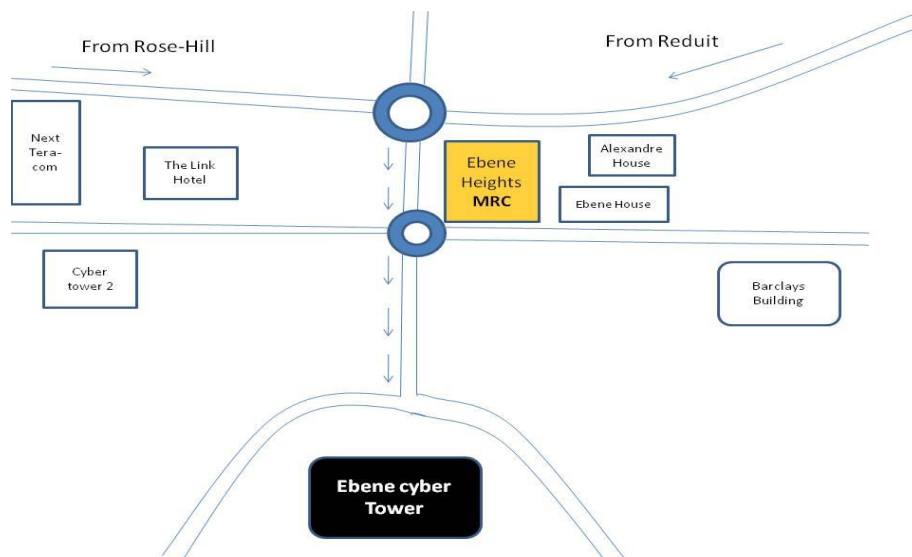 From Rose-Hill
From Reduit
Next
Tera-
com
The Link
Hotel
Ebene
Heights
MRC
Alexandre
House
Ebene House
Cyber
tower 2
Barclays
Building
Ebene cyber
Tower